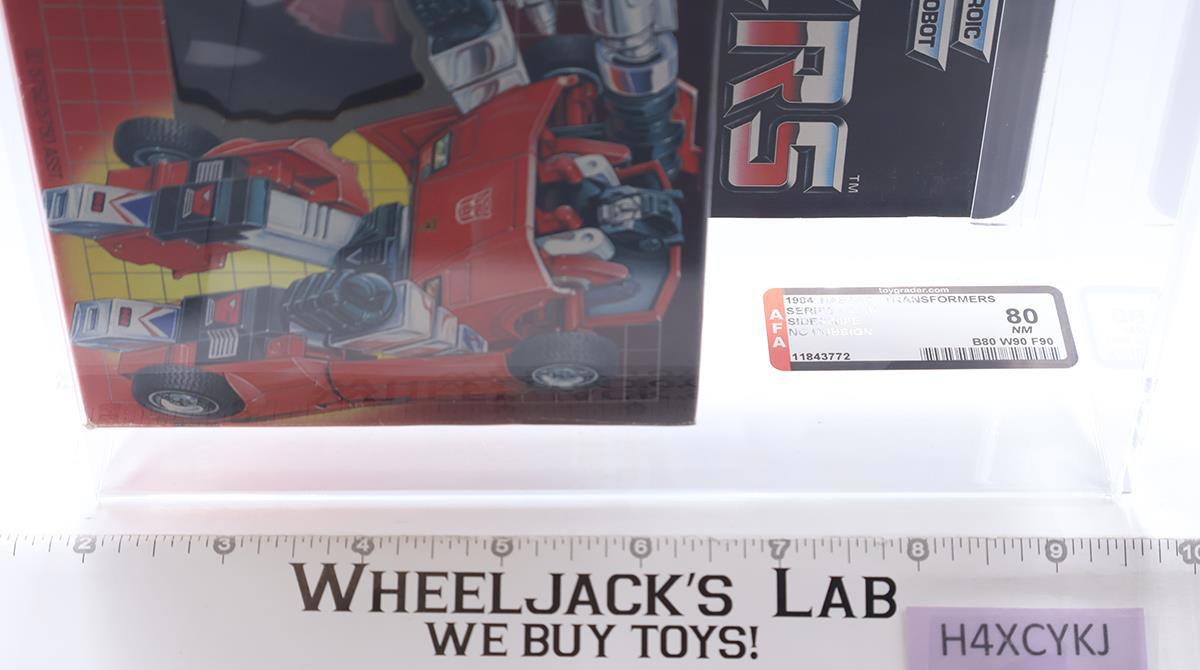 ERS
TM
ROBOT
toygrader.com
AFA
1984 TRANSFORMERS
80
NM
B80 W90 F90
11843772
2 3 4 5 6 7 8 9 10
WHEELJACK'S LAB
WE BUY TOYS!
H4XCYKJ